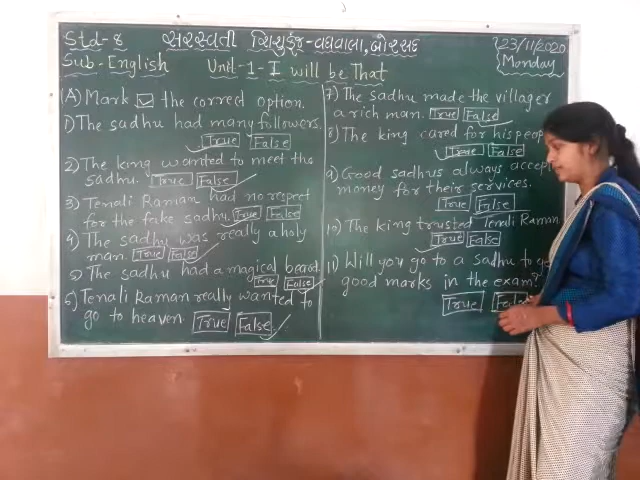 Std-8 સરસ્વતી શિશુકુંજ-વઘવાલા, બોરસદ 23/11/2020
Sub-English Unit-1-I will be That Monday
(A) Mark ✓ the correct option.
1) The sadhu had many followers.
True False
2) The king wanted to meet the
sadhu. True False
3) Tenali Raman had no respect
for the fake sadhu. True False
4) The sadhu was really a holy
man. True False
5) The sadhu had a magical bead.
True False
6) Tenali Raman really wanted to
go to heaven. True False
7) The sadhu made the villager
a rich man. True False
8) The king cared for his
True False
9) Good sadhus always accept
money for their services.
True False
10) The king trusted Tenali Raman
True False
11) Will you go to a sadhu to
good marks in the exam?
True False